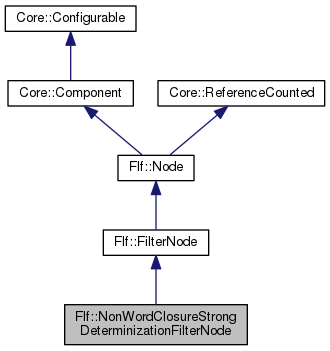 Core::Configurable
Core::Component
Core::ReferenceCounted
Flf::Node
Flf::FilterNode
Flf::NonWordClosureStrong
DeterminizationFilterNode